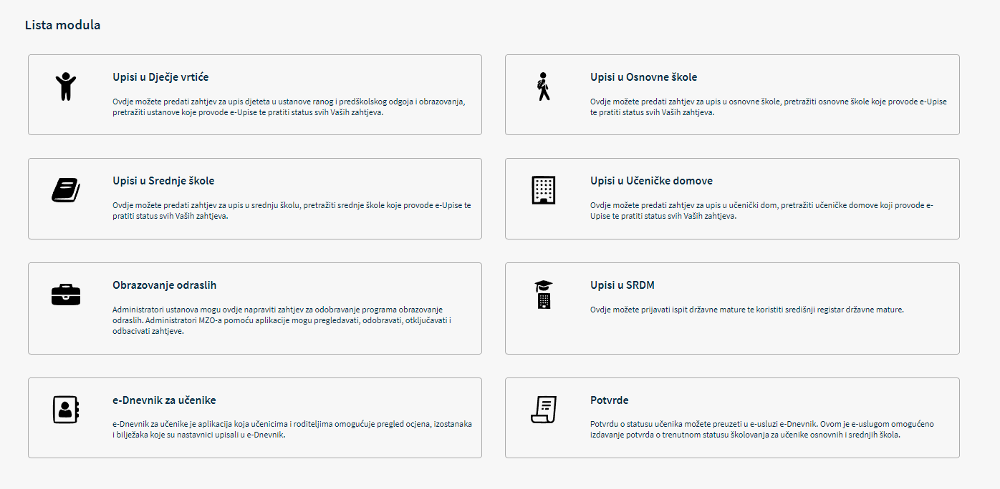 Lista modula
Upisi u Dječje vrtiće
Ovdje možete predati zahtjev za upis djeteta u ustanove ranog i predškolskog odgoja i obrazovanja,
pretražiti ustanove koje provode e-Upise te pratiti status svih Vaših zahtjeva.
Upisi u Osnovne škole
Ovdje možete predati zahtjev za upis u osnovne škole, pretražiti osnovne škole koje provode e-Upise
te pratiti status svih Vaših zahtjeva.
Upisi u Srednje škole
Ovdje možete predati zahtjev za upis u srednju školu, pretražiti srednje škole koje provode e-Upise te
pratiti status svih Vaših zahtjeva.
Upisi u Učeničke domove
Ovdje možete predati zahtjev za upis u učenički dom, pretražiti učeničke domove koji provode e-
Upise te pratiti status svih Vaših zahtjeva.
Obrazovanje odraslih
Administratori ustanova mogu ovdje napraviti zahtjev za odobravanje programa obrazovanje
odraslih. Administratori MZO-a pomoću aplikacije mogu pregledavati, odobravati, otključavati i
odbacivati zahtjeve.
Upisi u SRDM
Ovdje možete prijavati ispit državne mature te koristiti središnji registar državne mature.
e-Dnevnik za učenike
e-Dnevnik za učenike je aplikacija koja učenicima i roditeljima omogućuje pregled ocjena, izostanaka
i bilježaka koje su nastavnici upisali u e-Dnevnik.
Potvrde
Potvrdu o statusu učenika možete preuzeti u e-usluzi e-Dnevnik. Ovom je e-uslugom omogućeno
izdavanje potvrda o trenutnom statusu školovanja za učenike osnovnih i srednjih škola.